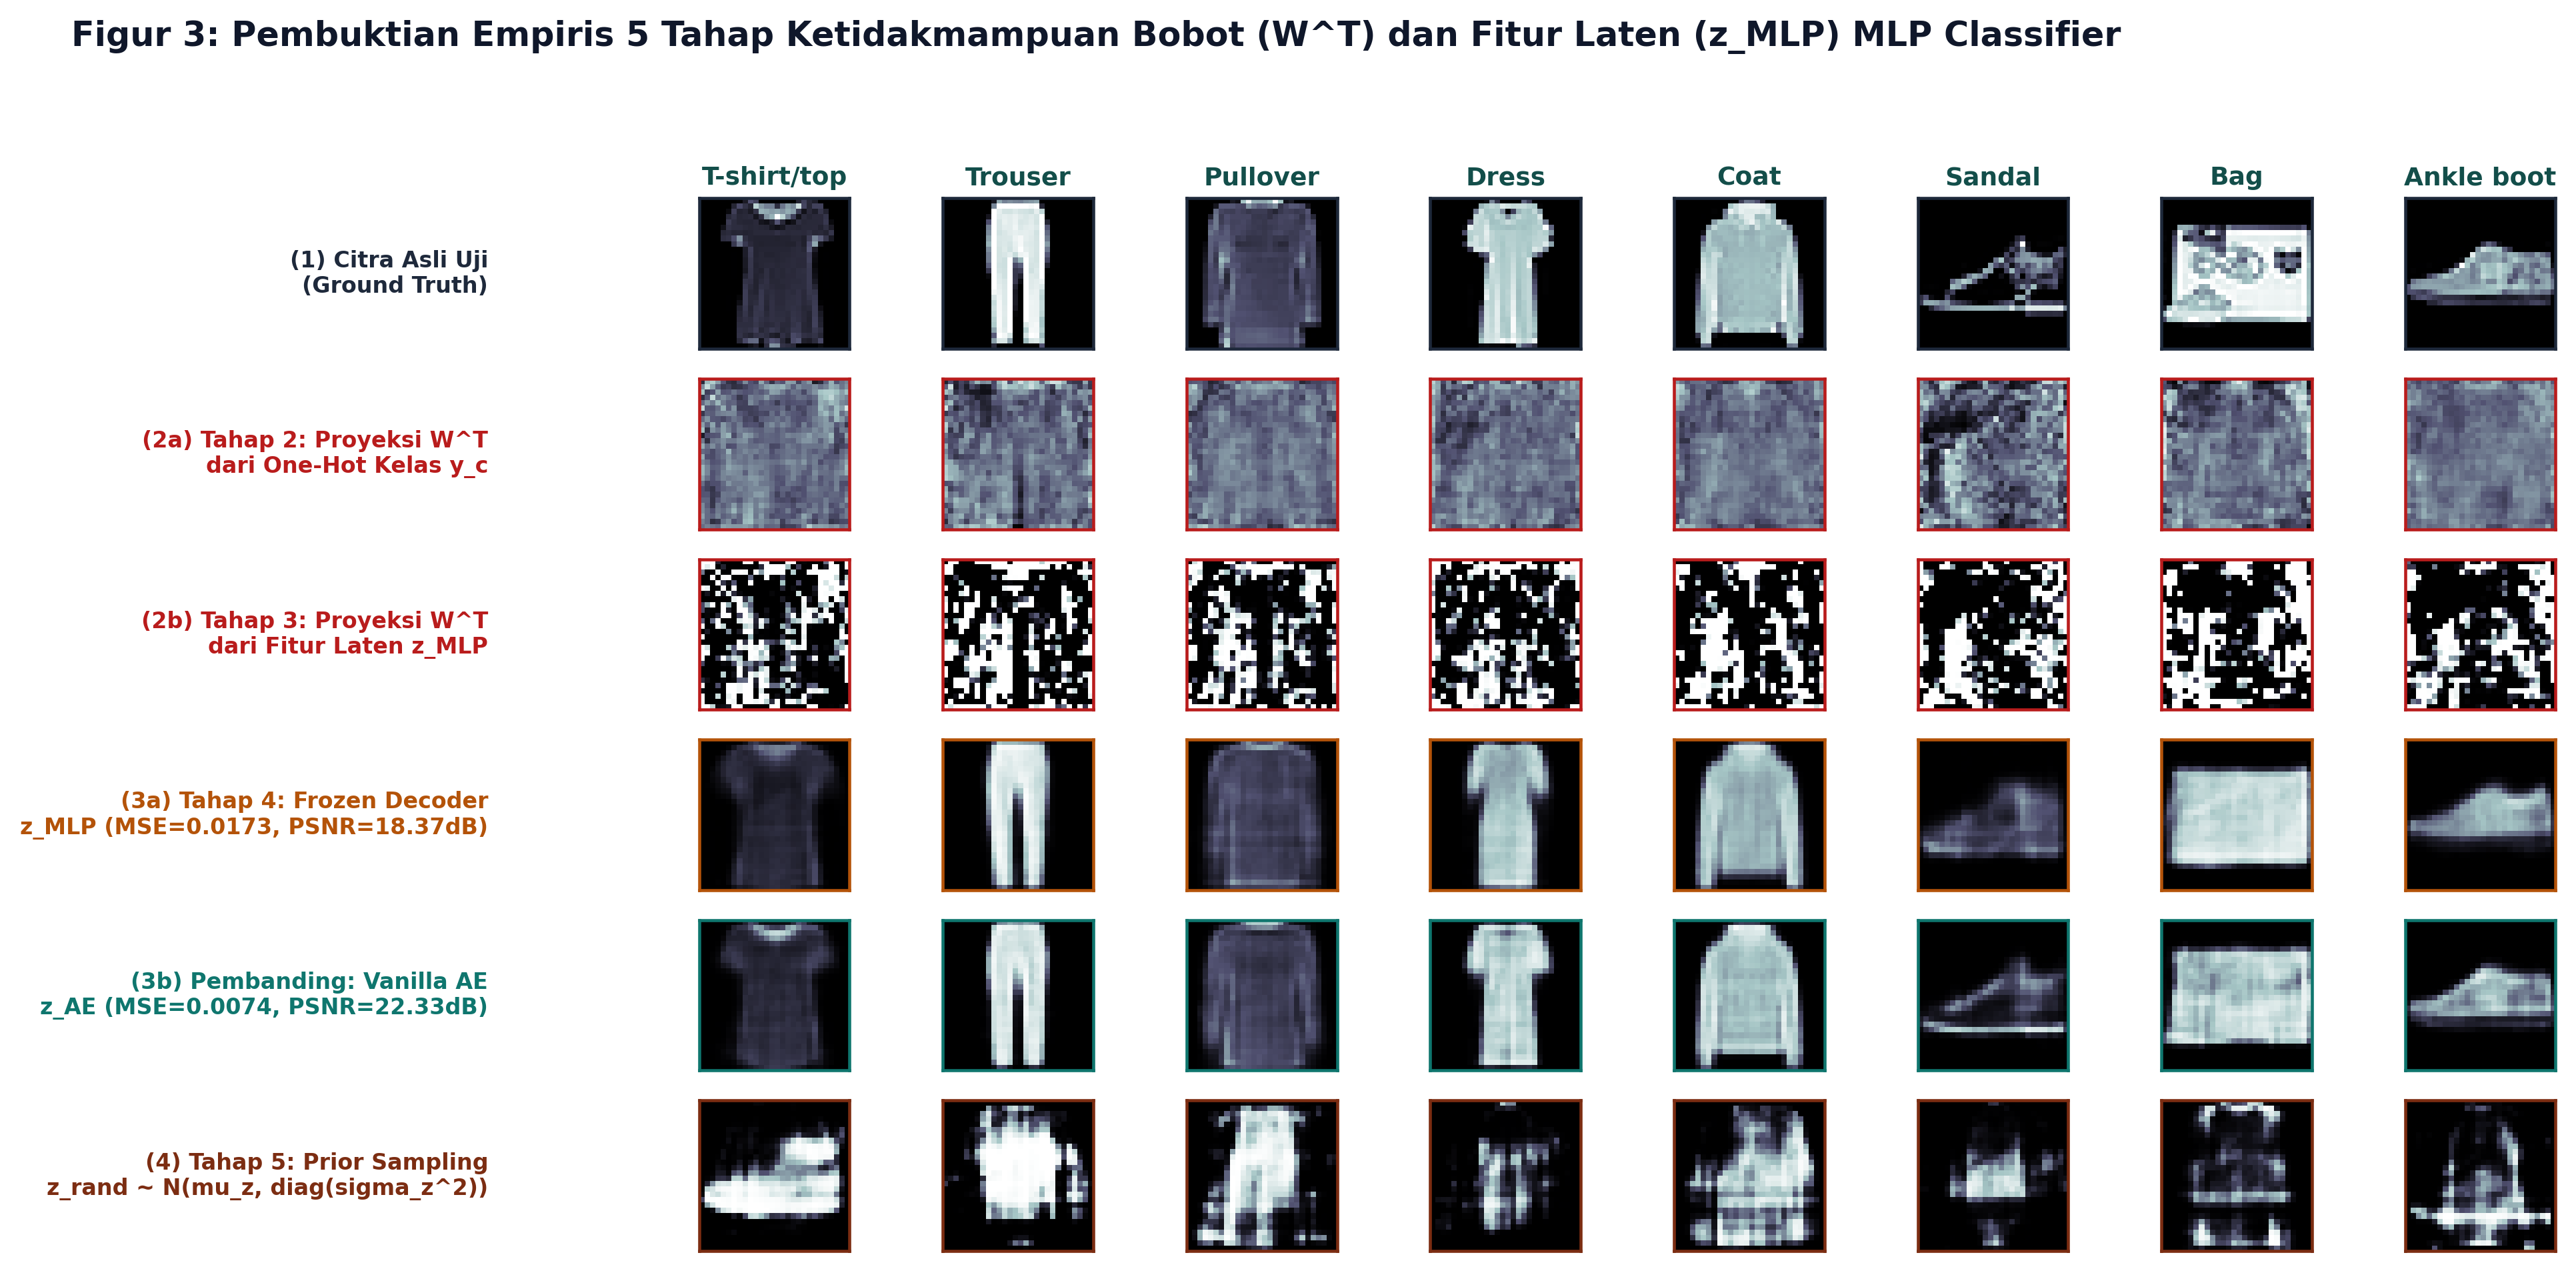 Figur 3: Pembuktian Empiris 5 Tahap Ketidakmampuan Bobot (W^T) dan Fitur Laten (z_MLP) MLP Classifier
T-shirt/top
Trouser
Pullover
Dress
Coat
Sandal
Bag
Ankle boot
(1) Citra Asli Uji
(Ground Truth)
(2a) Tahap 2: Proyeksi W^T
dari One-Hot Kelas y_c
(2b) Tahap 3: Proyeksi W^T
dari Fitur Laten z_MLP
(3a) Tahap 4: Frozen Decoder
z_MLP (MSE=0.0173, PSNR=18.37dB)
(3b) Pembanding: Vanilla AE
z_AE (MSE=0.0074, PSNR=22.33dB)
(4) Tahap 5: Prior Sampling
z_rand ~ N(mu_z, diag(sigma_z^2))